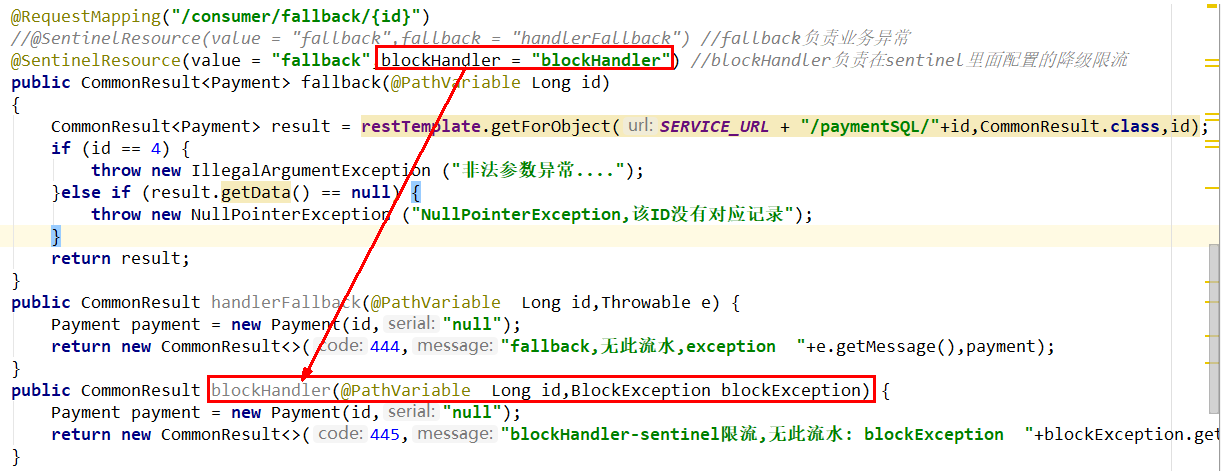 @RequestMapping("/consumer/fallback/{id}")
//@SentinelResource(value = "fallback",fallback = "handlerFallback") //fallback负责业务异常
@SentinelResource(value = "fallback",blockHandler = "blockHandler") //blockHandler负责在sentinel里面配置的降级限流
public CommonResult<Payment> fallback(@PathVariable Long id)
{
CommonResult<Payment> result = restTemplate.getForObject( url: SERVICE_URL + "/paymentSQL/"+id,CommonResult.class,id);
if (id == 4) {
throw new IllegalArgumentException ("非法参数异常....");
}else if (result.getData() == null) {
throw new NullPointerException ("NullPointerException,该ID没有对应记录");
}
return result;
}
public CommonResult handlerFallback(@PathVariable  Long id,Throwable e) {
Payment payment = new Payment(id, serial: "null");
return new CommonResult<>( code: 444, message: "fallback,无此流水,exception  "+e.getMessage(),payment);
}
public CommonResult blockHandler(@PathVariable  Long id,BlockException blockException) {
Payment payment = new Payment(id, serial: "null");
return new CommonResult<>( code: 445, message: "blockHandler-sentinel限流,无此流水: blockException  "+blockException.get
}